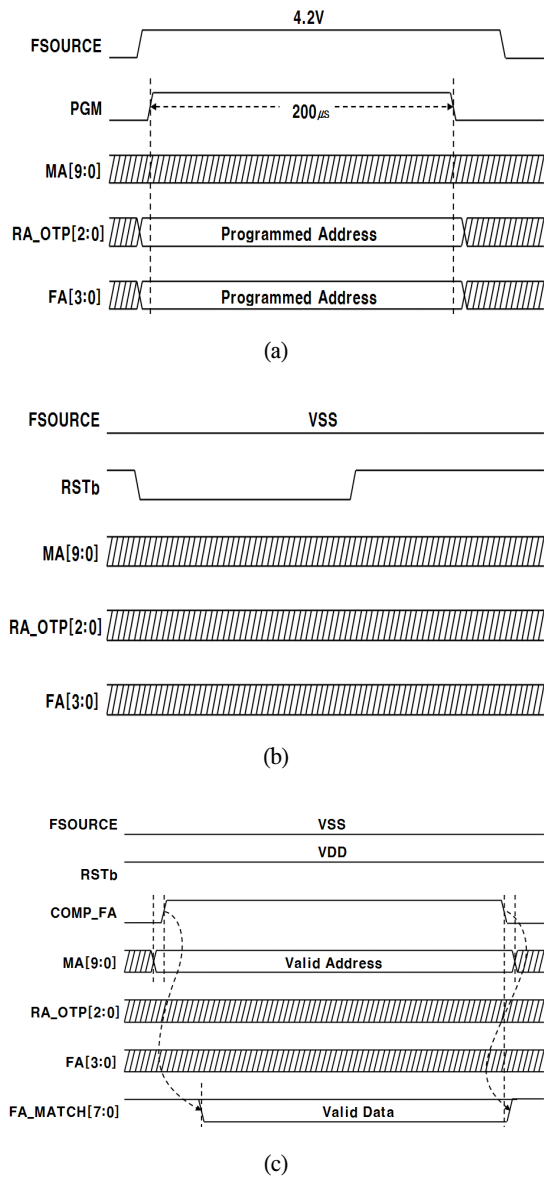 4.2V
FSOURCE
PGM
200㎲
MA[9:0]
RA_OTP[2:0]
Programmed Address
FA[3:0]
Programmed Address
(a)
FSOURCE
VSS
RSTb
MA[9:0]
RA_OTP[2:0]
FA[3:0]
(b)
FSOURCE
VSS
VDD
RSTb
COMP_FA
MA[9:0]
Valid Address
RA_OTP[2:0]
FA[3:0]
FA_MATCH[7:0]
Valid Data
(c)